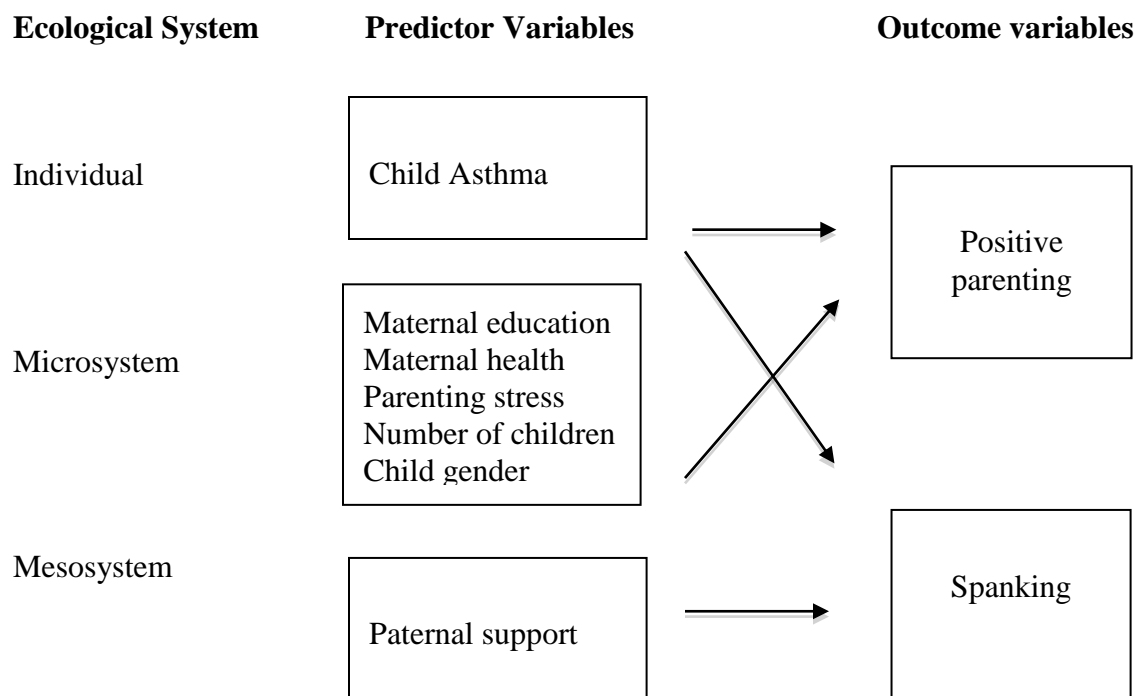 Ecological System Predictor Variables Outcome variables
Individual
Child Asthma
Positive
parenting
Microsystem
Maternal education
Maternal health
Parenting stress
Number of children
Child gender
Mesosystem
Paternal support
Spanking